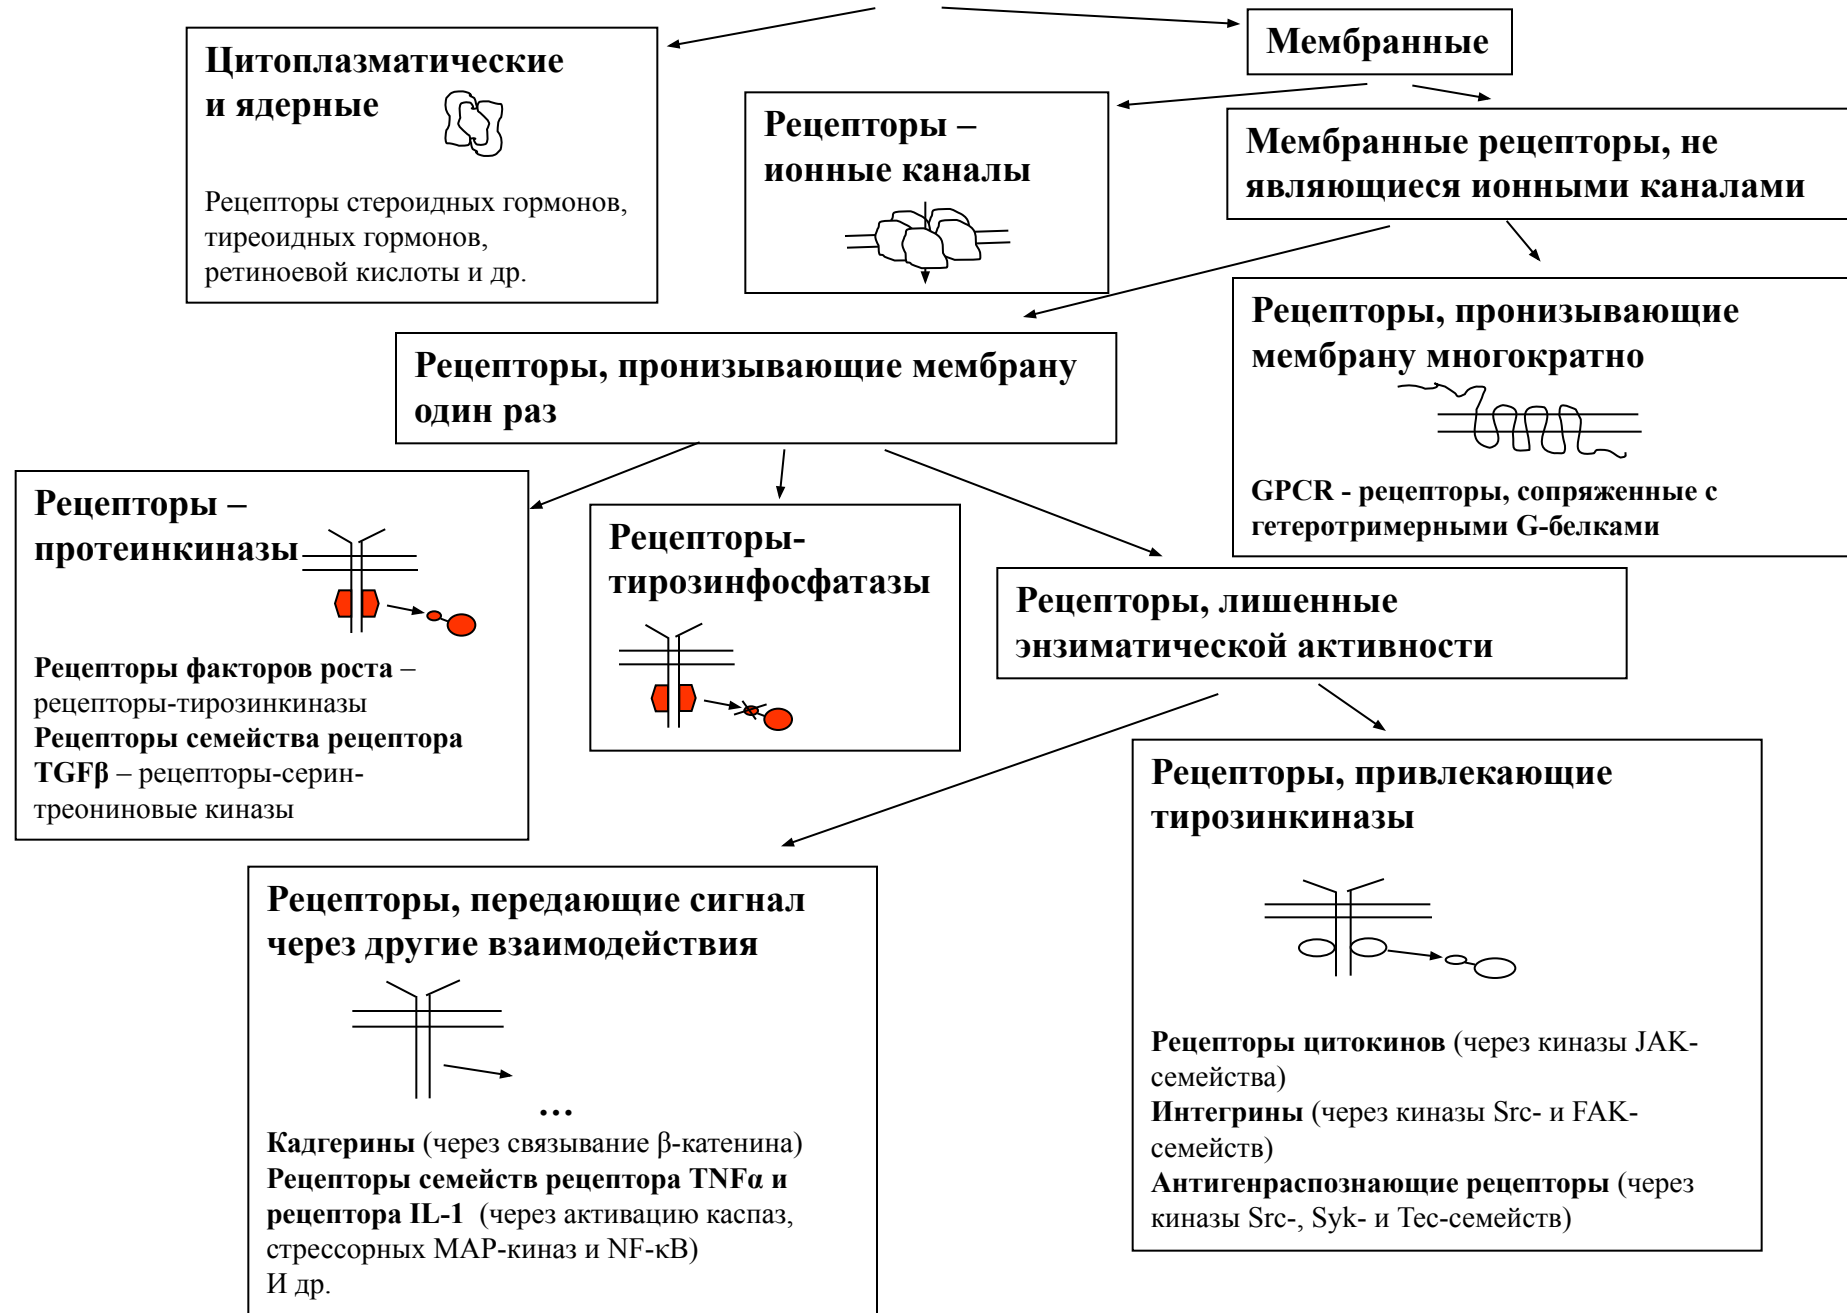 Цитоплазматические
и ядерные
Рецепторы стероидных гормонов,
тиреоидных гормонов,
ретиноевой кислоты и др.
Мембранные
Рецепторы –
ионные каналы
Мембранные рецепторы, не
являющиеся ионными каналами
Рецепторы, пронизывающие мембрану
один раз
Рецепторы, пронизывающие
мембрану многократно
GPCR - рецепторы, сопряженные с
гетеротримерными G-белками
Рецепторы –
протеинкиназы
Рецепторы факторов роста –
рецепторы-тирозинкиназы
Рецепторы семейства рецептора
TGFβ – рецепторы-серин-
треониновые киназы
Рецепторы-
тирозинфосфатазы
Рецепторы, лишенные
энзиматической активности
Рецепторы, передающие сигнал
через другие взаимодействия
...
Кадгерины (через связывание β-катенина)
Рецепторы семейств рецептора TNFα и
рецептора IL-1 (через активацию каспаз,
стрессорных MAP-киназ и NF-κB)
И др.
Рецепторы, привлекающие
тирозинкиназы
Рецепторы цитокинов (через киназы JAK-
семейства)
Интегрины (через киназы Src- и FAK-
семейств)
Антигенраспознающие рецепторы (через
киназы Src-, Syk- и Tec-семейств)